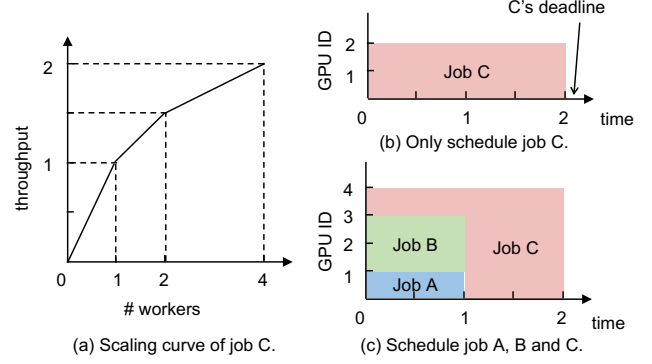 2
1
throughput
0
1
2
4
# workers
(a) Scaling curve of job C.
C's deadline
GPU ID
2
1
Job C
0
1
2
time
(b) Only schedule job C.
GPU ID
4
3
2
1
Job B
Job C
Job A
0
1
2
time
(c) Schedule job A, B and C.